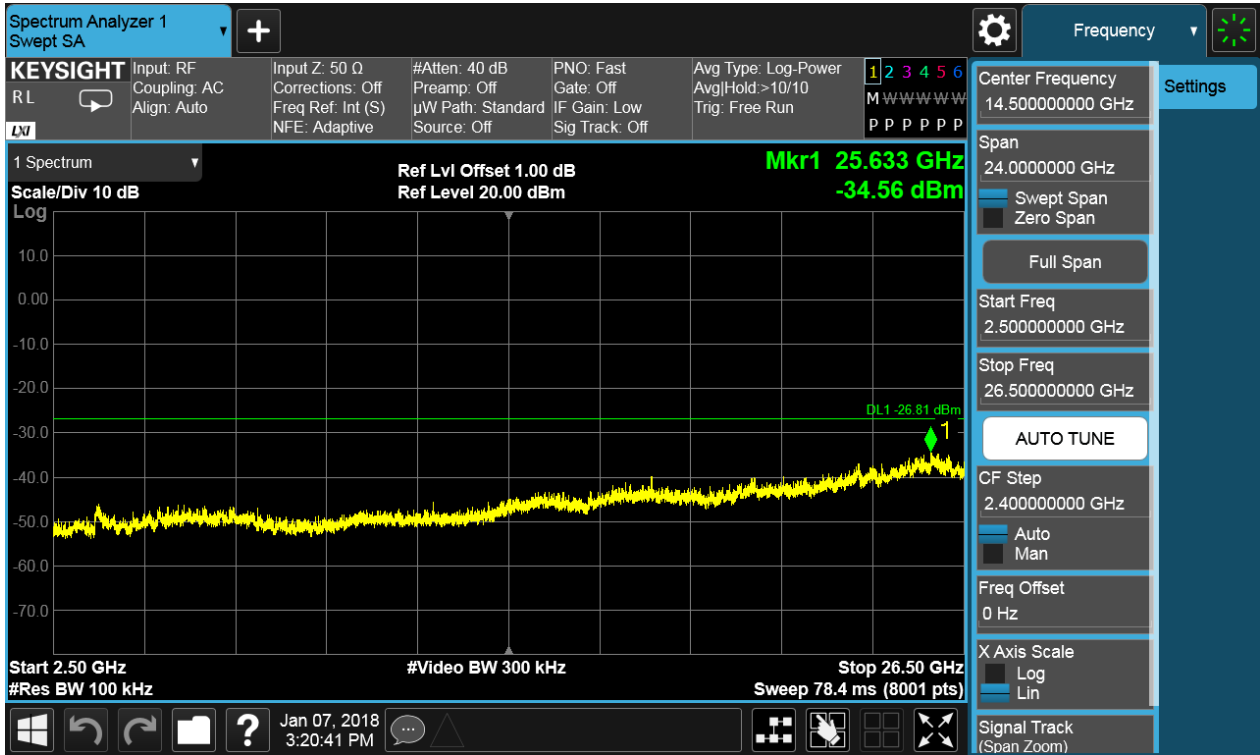 Spectrum Analyzer 1
Swept SA
+
Frequency
KEYSIGHT
RL
LXI
Input: RF
Coupling: AC
Align: Auto
Input Z: 50 Ω
Corrections: Off
Freq Ref: Int (S)
NFE: Adaptive
#Atten: 40 dB
Preamp: Off
µW Path: Standard
Source: Off
PNO: Fast
Gate: Off
IF Gain: Low
Sig Track: Off
Avg Type: Log-Power
Avg|Hold:>10/10
Trig: Free Run
1 2 3 4 5 6
M W W W W W
P P P P P P
1 Spectrum
Scale/Div 10 dB
Log
Ref Lvl Offset 1.00 dB
Ref Level 20.00 dBm
Mkr1 25.633 GHz
-34.56 dBm
10.0
0.00
-10.0
-20.0
-30.0
-40.0
-50.0
-60.0
-70.0
DL1 -26.81 dBm
1
Start 2.50 GHz
#Res BW 100 kHz
#Video BW 300 kHz
Stop 26.50 GHz
Sweep 78.4 ms (8001 pts)
Center Frequency
14.500000000 GHz
Span
24.0000000 GHz
Swept Span
Zero Span
Full Span
Start Freq
2.500000000 GHz
Stop Freq
26.500000000 GHz
AUTO TUNE
CF Step
2.400000000 GHz
Auto
Man
Freq Offset
0 Hz
X Axis Scale
Log
Lin
Signal Track
(Span Zoom)
Settings
?
Jan 07, 2018
3:20:41 PM